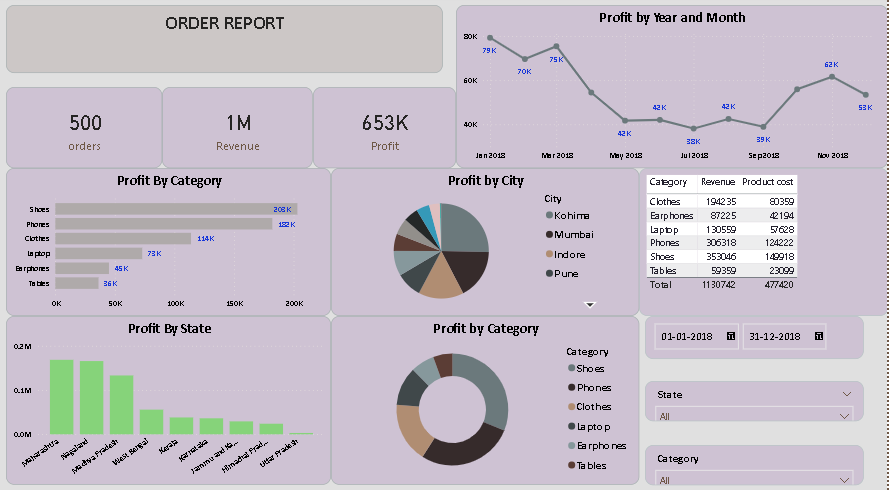 ORDER REPORT
Profit by Year and Month
80K
60K
40K
79K
70K
75K
42K
42K
38K
42K
39K
62K
53K
Jan 2018
Mar 2018
May 2018
Jul 2018
Sep 2018
Nov 2018
500
orders
1M
Revenue
653K
Profit
Profit By Category
Shoes 203K
Phones 182K
Clothes 114K
Laptop 73K
Earphones 45K
Tables 36K
0K 50K 100K 150K 200K
Profit by City
City
Kohima
Mumbai
Indore
Pune
Category Revenue Product cost
Clothes 194235 80359
Earphones 87225 42194
Laptop 130559 57628
Phones 306318 124222
Shoes 353046 149918
Tables 59359 23099
Total 1130742 477420
Profit By State
0.2M
0.1M
0.0M
Maharashtra
Nagaland
Madhya Pradesh
West Bengal
Kerala
Karnataka
Jammu and Ka...
Himachal Prad...
Uttar Pradesh
Profit by Category
Category
Shoes
Phones
Clothes
Laptop
Earphones
Tables
01-01-2018 31-12-2018
State
All
Category
All